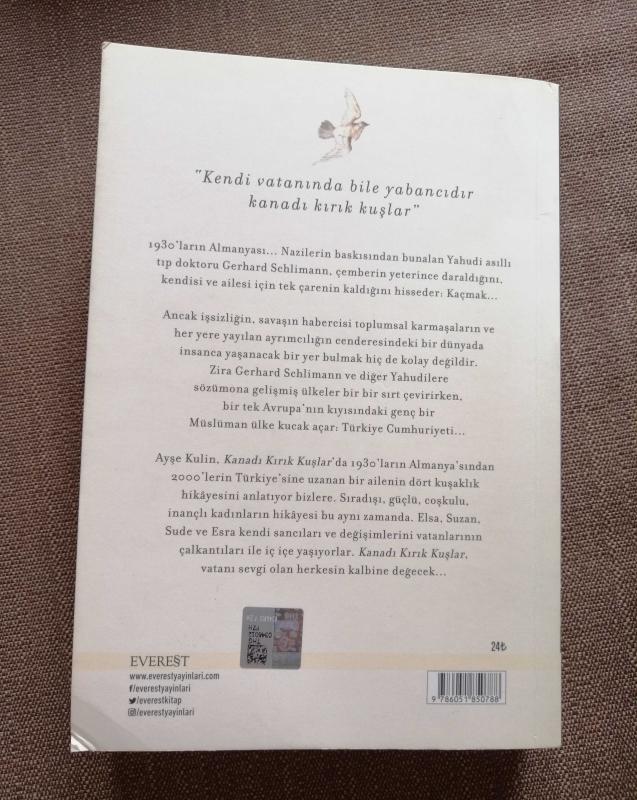 "Kendi vatanında bile yabancıdır
kanadı kırık kuşlar"
1930'ların Almanyası... Nazilerin baskısından bunalan Yahudi asıllı
tıp doktoru Gerhard Schlimann, çemberin yeterince daraldığını,
kendisi ve ailesi için tek çarenin kaldığını hisseder: Kaçmak...
Ancak işsizliğin, savaşın habercisi toplumsal karmaşaların ve
her yere yayılan ayrımcılığın cenderesindeki bir dünyada
insanca yaşanacak bir yer bulmak hiç de kolay değildir.
Zira Gerhard Schlimann ve diğer Yahudilere
sözümona gelişmiş ülkeler bir bir sırt çevirirken,
bir tek Avrupa'nın kıyısındaki genç bir
Müslüman ülke kucak açar: Türkiye Cumhuriyeti...
Ayşe Kulin, Kanadı Kırık Kuşlar'da 1930'ların Almanya'sından
2000'lerin Türkiye'sine uzanan bir ailenin dört kuşaklık
hikâyesini anlatıyor bizlere. Sıradışı, güçlü, coşkulu,
inançlı kadınların hikâyesi bu aynı zamanda. Elsa, Suzan,
Sude ve Esra kendi sancıları ve değişimlerini vatanlarının
çalkantıları ile iç içe yaşıyorlar. Kanadı Kırık Kuşlar,
vatanı sevgi olan herkesin kalbine değecek...
24₺
EVEREST
www.everestyayinlari.com
f/everestyayinlari
/everestkitap
/everestyayinlari
9 786051 850788